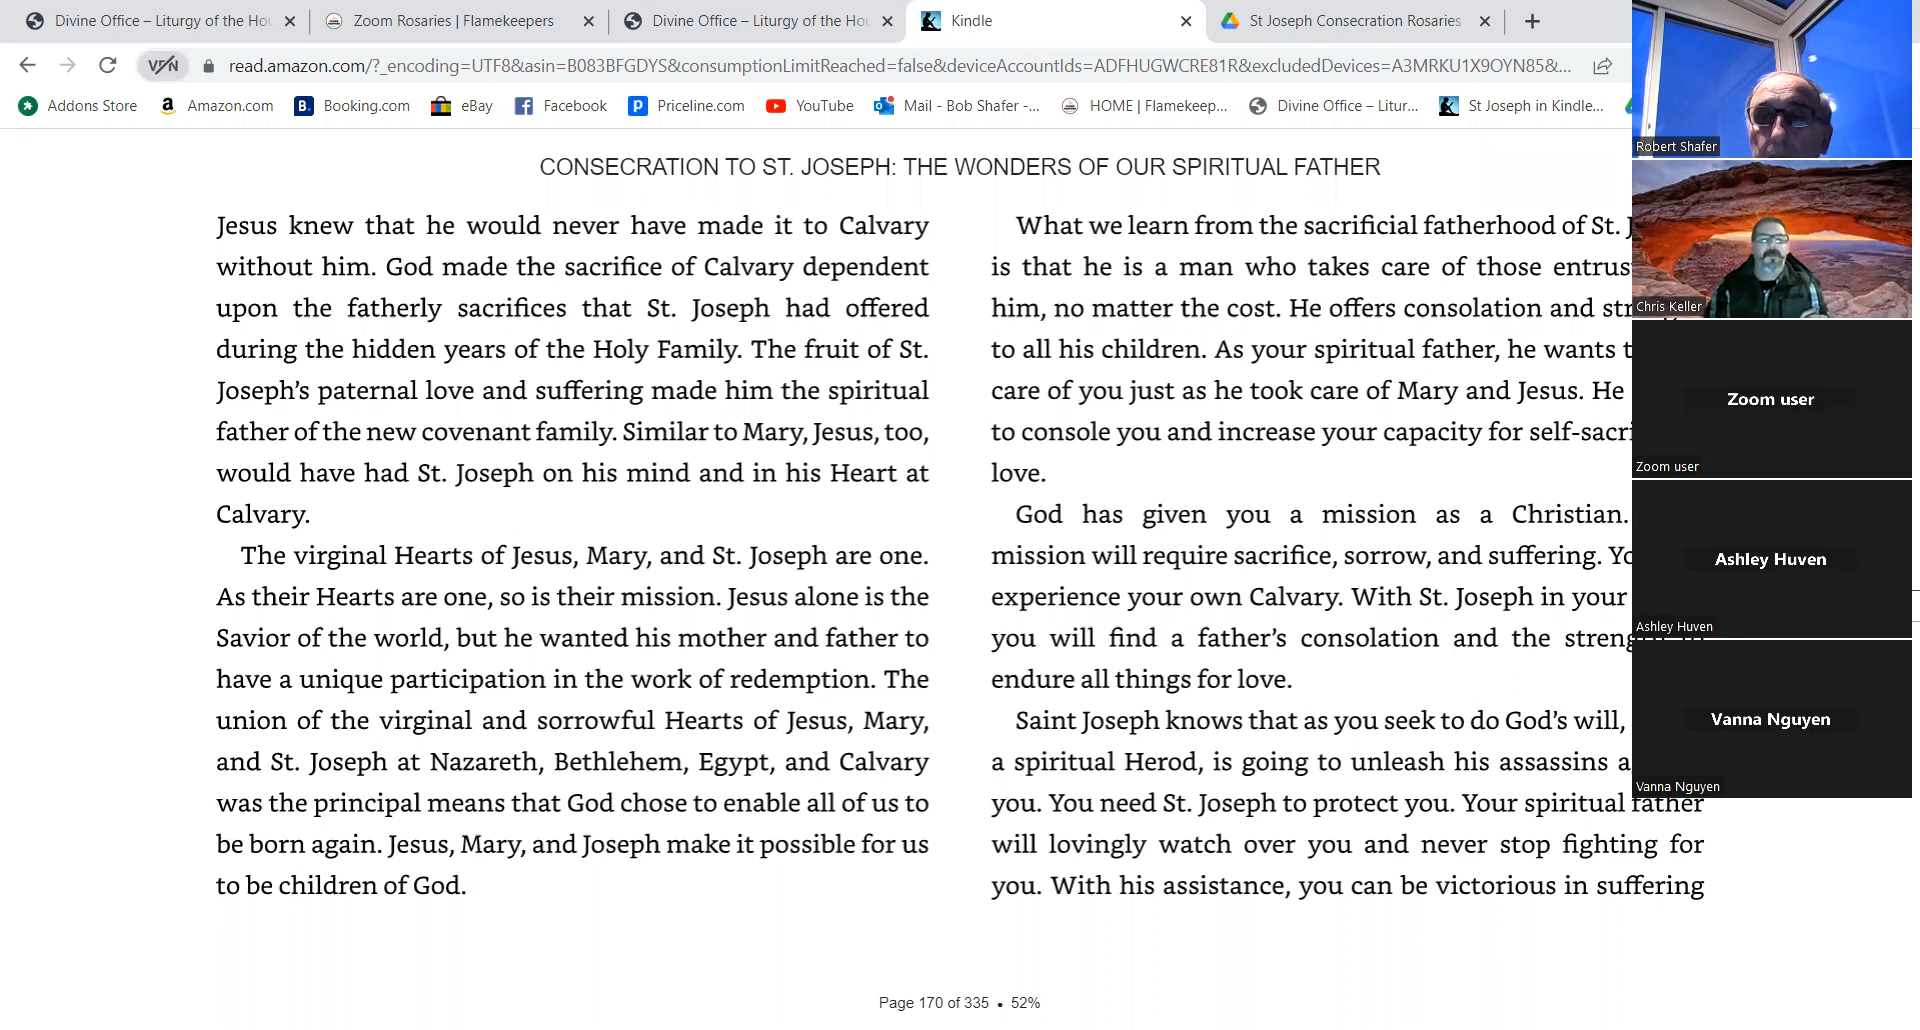 Divine Office – Liturgy of the Hou
Zoom Rosaries | Flamekeepers
Divine Office – Liturgy of the Hou
Kindle
St Joseph Consecration Rosaries
VPN
read.amazon.com/?_encoding=UTF8&asin=B083BFGDYS&consumptionLimitReached=false&deviceAccountIds=ADFHUGWCRE81R&excludedDevices=A3MRKU1X9OYN85&...
Addons Store
Amazon.com
Booking.com
eBay
Facebook
Priceline.com
YouTube
Mail - Bob Shafer -...
HOME | Flamekeep...
Divine Office – Litur...
St Joseph in Kindle...
CONSECRATION TO ST. JOSEPH: THE WONDERS OF OUR SPIRITUAL FATHER
Jesus knew that he would never have made it to Calvary
without him. God made the sacrifice of Calvary dependent
upon the fatherly sacrifices that St. Joseph had offered
during the hidden years of the Holy Family. The fruit of St.
Joseph’s paternal love and suffering made him the spiritual
father of the new covenant family. Similar to Mary, Jesus, too,
would have had St. Joseph on his mind and in his Heart at
Calvary.
The virginal Hearts of Jesus, Mary, and St. Joseph are one.
As their Hearts are one, so is their mission. Jesus alone is the
Savior of the world, but he wanted his mother and father to
have a unique participation in the work of redemption. The
union of the virginal and sorrowful Hearts of Jesus, Mary,
and St. Joseph at Nazareth, Bethlehem, Egypt, and Calvary
was the principal means that God chose to enable all of us to
be born again. Jesus, Mary, and Joseph make it possible for us
to be children of God.
What we learn from the sacrificial fatherhood of St.
is that he is a man who takes care of those
him, no matter the cost. He offers consolation and
to all his children. As your spiritual father, he wants
care of you just as he took care of Mary and Jesus. He
to console you and increase your capacity for
love.
God has given you a mission as a Christian.
mission will require sacrifice, sorrow, and suffering.
experience your own Calvary. With St. Joseph in your
you will find a father’s consolation and the
endure all things for love.
Saint Joseph knows that as you seek to do God’s will,
a spiritual Herod, is going to unleash his assassins
you. You need St. Joseph to protect you. Your spiritual father
will lovingly watch over you and never stop fighting for
you. With his assistance, you can be victorious in suffering
Page 170 of 335 • 52%
Robert Shafer
Chris Keller
Zoom user
Zoom user
Ashley Huven
Ashley Huven
Vanna Nguyen
Vanna Nguyen